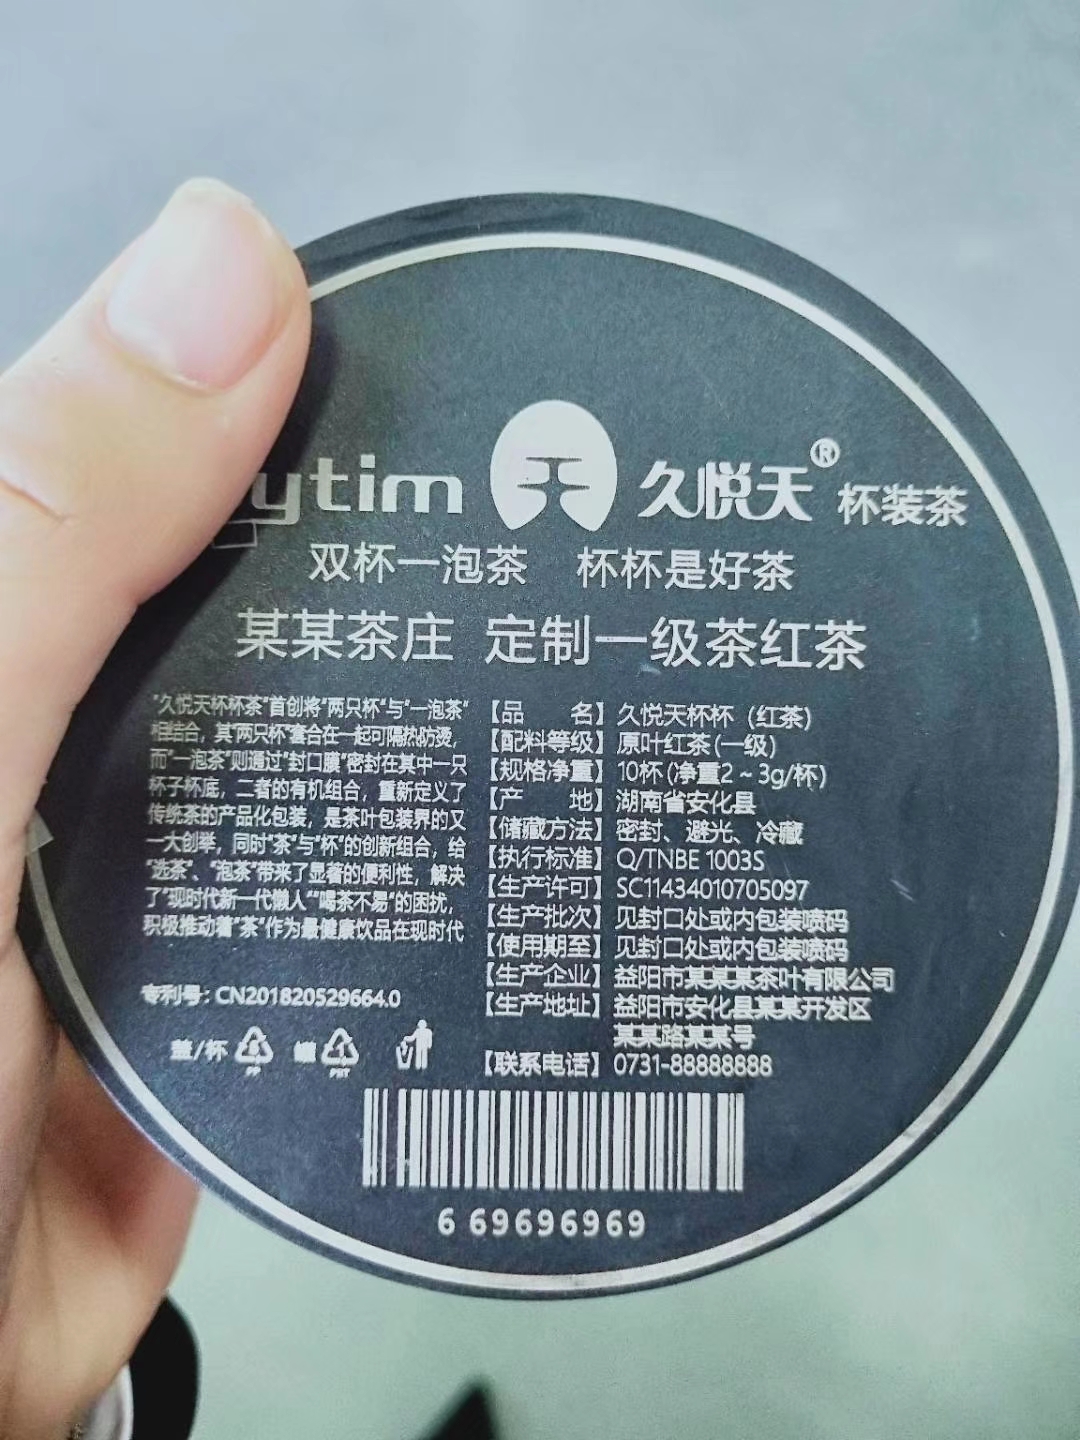 ytim 久悦天® 杯装茶
双杯一泡茶 杯杯是好茶
某某茶庄 定制一级茶红茶
"久悦天杯杯茶"首创将"两只杯"与"一泡茶"
相结合，其"两只杯"套合在一起可隔热防烫，
而"一泡茶"则通过"封口膜"密封在其中一只
杯子杯底，二者的有机组合，重新定义了
传统茶的产品化包装，是茶叶包装界的又
一大创举，同时"茶"与"杯"的创新组合，给
"选茶"、"泡茶"带来了显著的便利性，解决
了"现时代新一代懒人""喝茶不易"的困扰，
积极推动着"茶"作为最健康饮品在现时代
专利号：CN201820529664.0
盖/杯 5 PP 罐 1 PET
【品 名】久悦天杯杯（红茶）
【配料等级】原叶红茶（一级）
【规格净重】10杯（净重2～3g/杯）
【产 地】湖南省安化县
【储藏方法】密封、避光、冷藏
【执行标准】Q/TNBE 1003S
【生产许可】SC11434010705097
【生产批次】见封口处或内包装喷码
【使用期至】见封口处或内包装喷码
【生产企业】益阳市某某某茶叶有限公司
【生产地址】益阳市安化县某某开发区
某某路某某号
【联系电话】0731-88888888
6 69696969